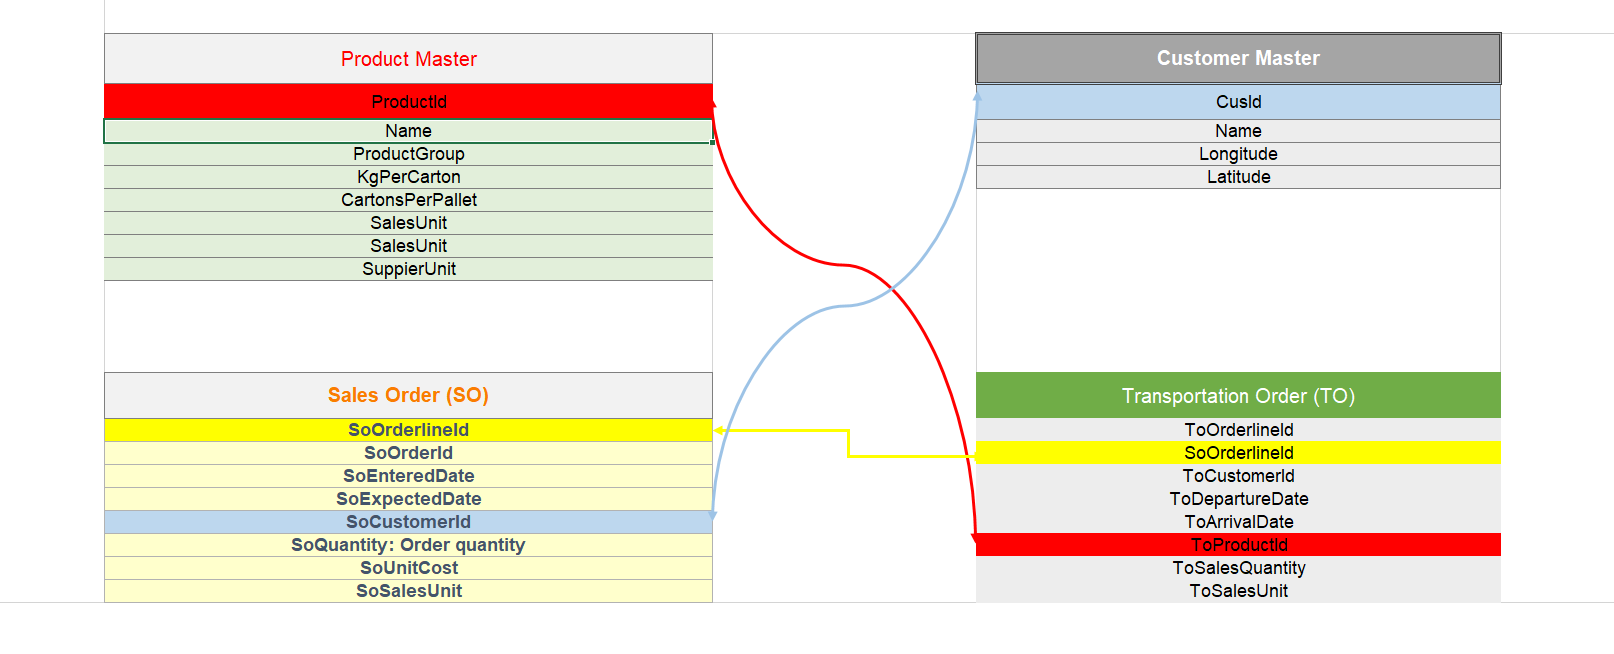 Product Master
ProductId
Name
ProductGroup
KgPerCarton
CartonsPerPallet
SalesUnit
SalesUnit
SuppierUnit
Customer Master
CusId
Name
Longitude
Latitude
Sales Order (SO)
SoOrderlineId
SoOrderId
SoEnteredDate
SoExpectedDate
SoCustomerId
SoQuantity: Order quantity
SoUnitCost
SoSalesUnit
Transportation Order (TO)
ToOrderlineId
SoOrderlineId
ToCustomerId
ToDepartureDate
ToArrivalDate
ToProductId
ToSalesQuantity
ToSalesUnit